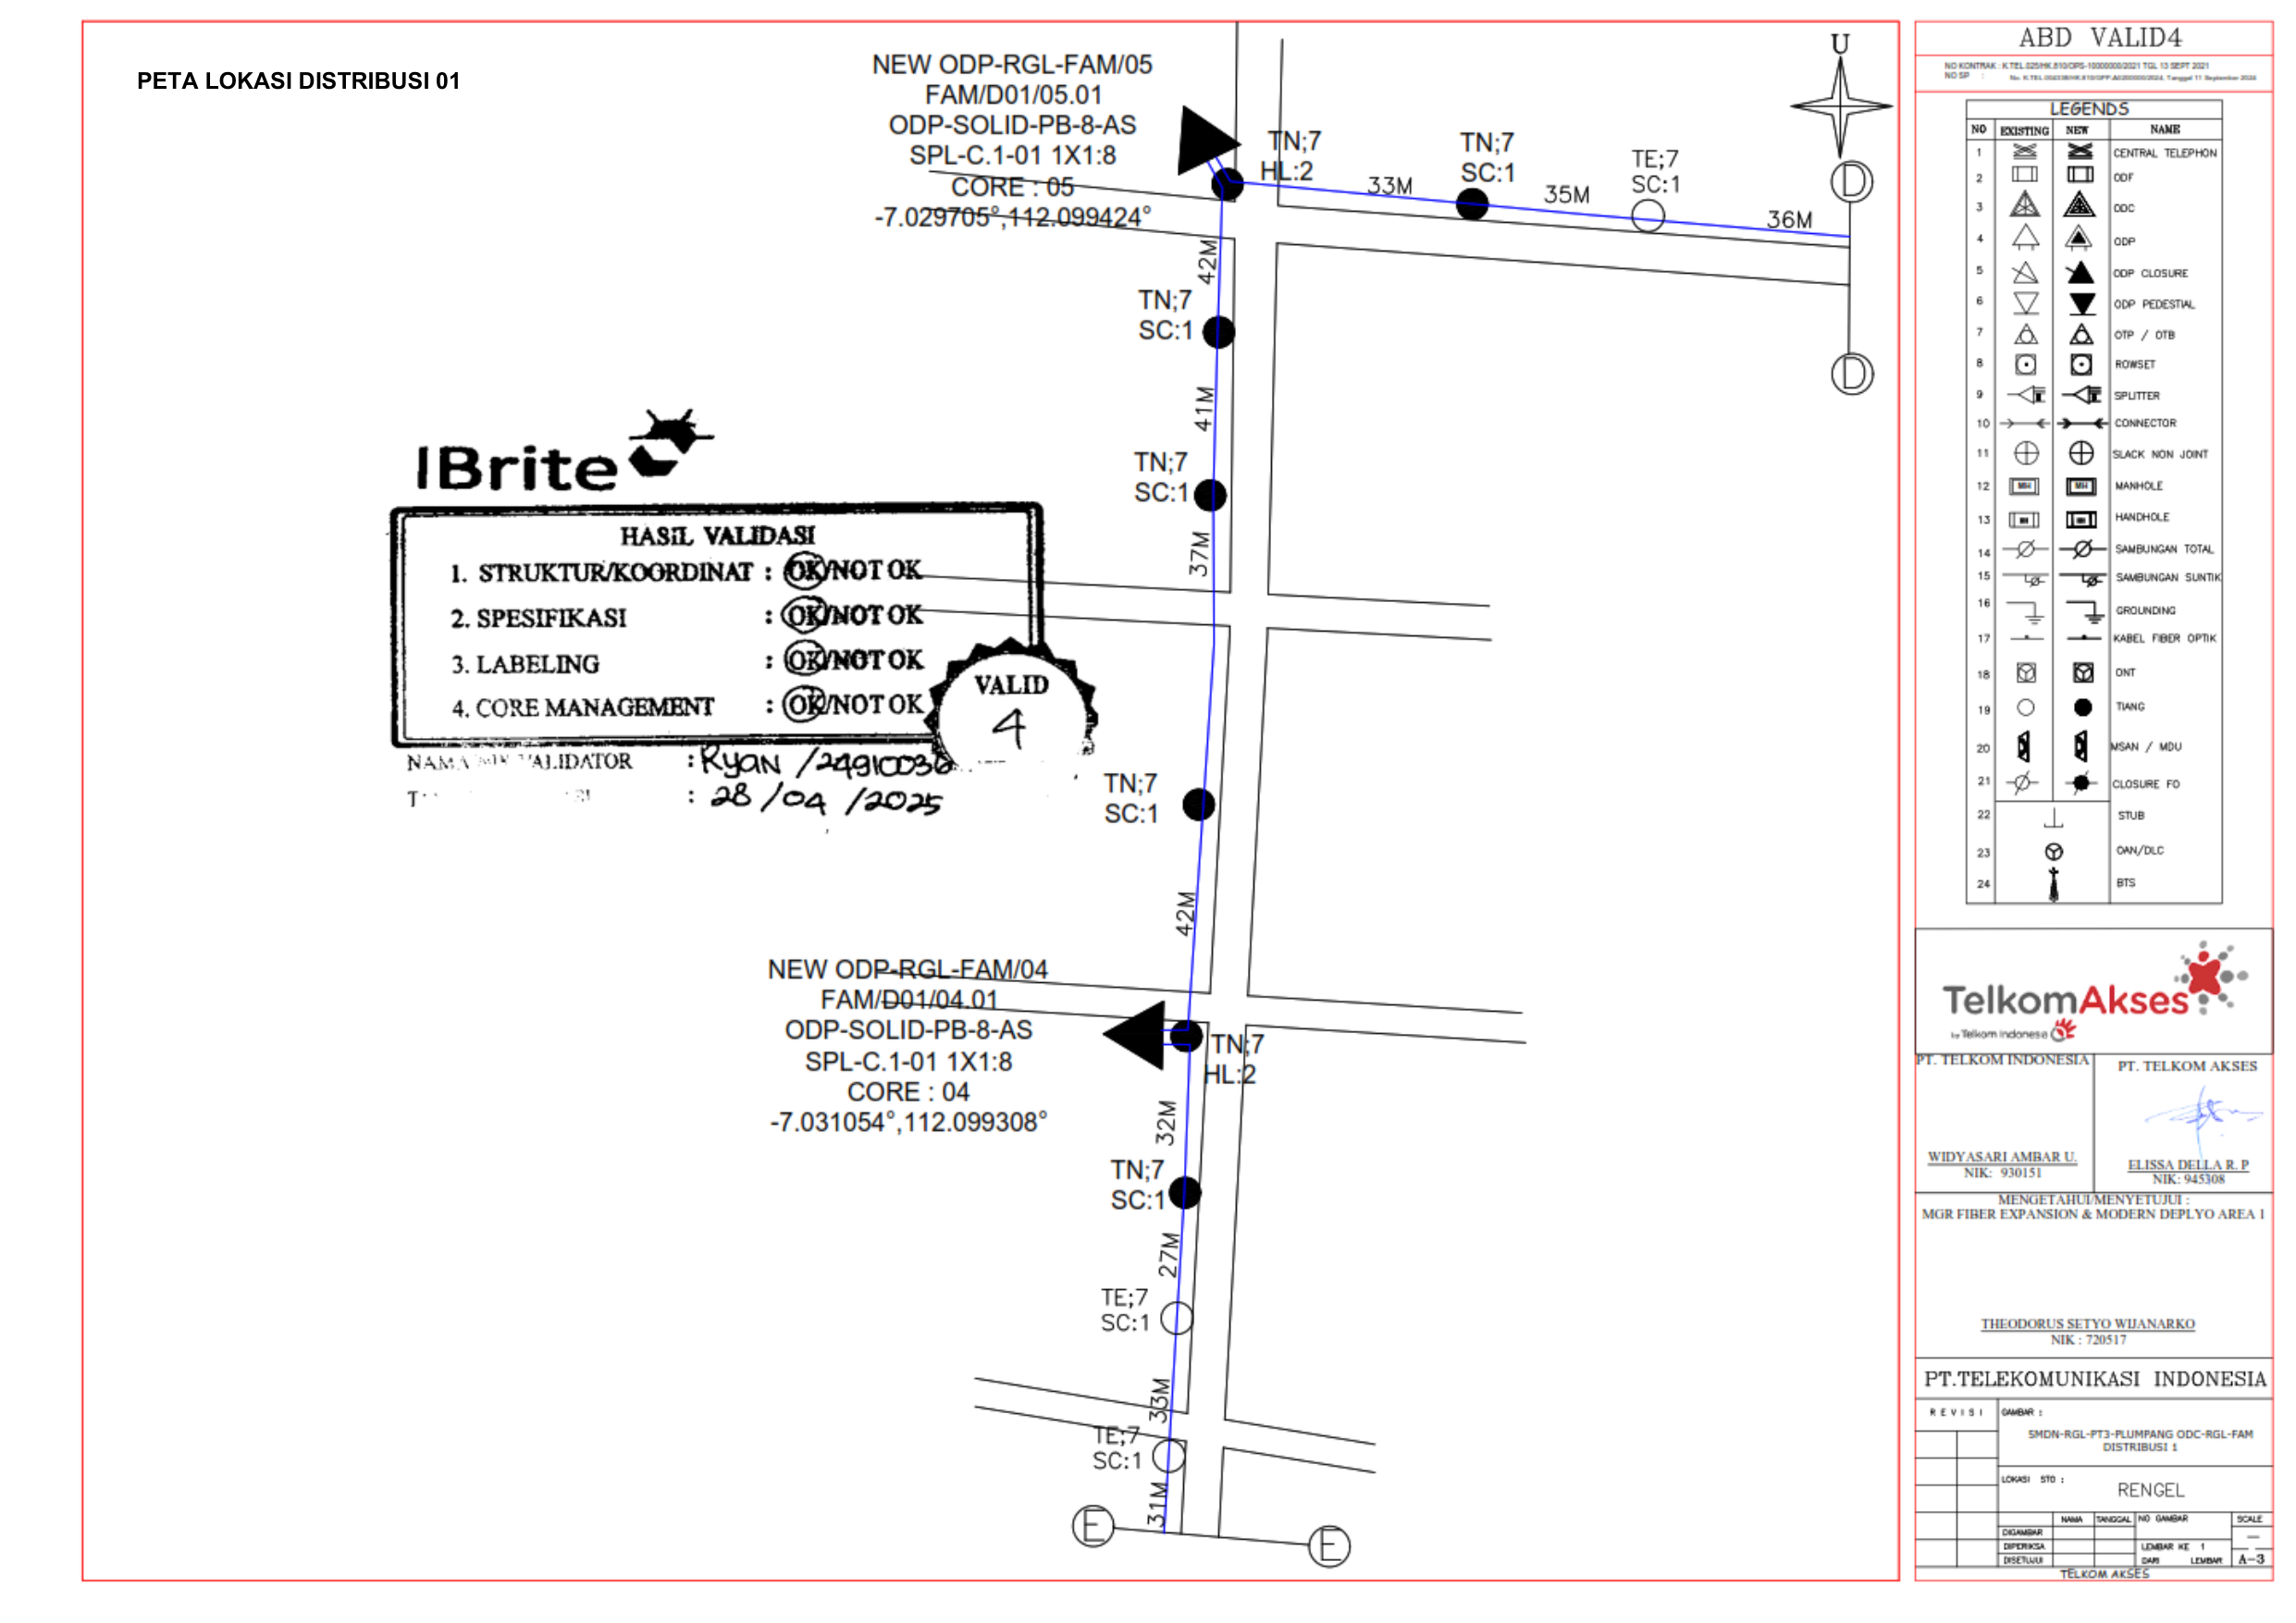 PETA LOKASI DISTRIBUSI 01
NEW ODP-RGL-FAM/05
FAM/D01/05.01
ODP-SOLID-PB-8-AS
SPL-C.1-01 1X1:8
CORE : 05
-7.029705°,112.099424°
TN;7
HL:2
33M
TN;7
SC:1
35M
TE;7
SC:1
36M
U
D
D
42M
TN;7
SC:1
41M
TN;7
SC:1
37M
IBrite
HASIL VALIDASI
1. STRUKTUR/KOORDINAT : OK/NOT OK
2. SPESIFIKASI : OK/NOT OK
3. LABELING : OK/NOT OK
4. CORE MANAGEMENT : OK/NOT OK
VALID
4
NAMA VALIDATOR : Ryan /24910036
: 28/04/2025
TN;7
SC:1
42M
NEW ODP-RGL-FAM/04
FAM/D01/04.01
ODP-SOLID-PB-8-AS
SPL-C.1-01 1X1:8
CORE : 04
-7.031054°,112.099308°
TN;7
HL:2
32M
TN;7
SC:1
27M
TE;7
SC:1
33M
TE;7
SC:1
31M
E
E
ABD VALID4
NO KONTRAK : K.TEL.025/HK.810/OPS-10000000/2021 TGL 13 SEPT 2021
NO SP :
LEGENDS
NO EXISTING NEW NAME
1 CENTRAL TELEPHON
2 ODF
3 ODC
4 ODP
5 ODP CLOSURE
6 ODP PEDESTIAL
7 OTP / OTB
8 ROWSET
9 SPLITTER
10 CONNECTOR
11 SLACK NON JOINT
12 MH MH MANHOLE
13 HANDHOLE
14 SAMBUNGAN TOTAL
15 SAMBUNGAN SUNTIK
16 GROUNDING
17 KABEL FIBER OPTIK
18 ONT
19 TIANG
20 MSAN / MDU
21 CLOSURE FO
22 STUB
23 OAN/DLC
24 BTS
TelkomAkses
by Telkom Indonesia
PT. TELKOM INDONESIA
PT. TELKOM AKSES
WIDYASARI AMBAR U.
NIK: 930151
ELISSA DELLA R. P
NIK: 945308
MENGETAHUI/MENYETUJUI :
MGR FIBER EXPANSION & MODERN DEPLYO AREA 1
THEODORUS SETYO WIJANARKO
NIK : 720517
PT.TELEKOMUNIKASI INDONESIA
REVISI
GAMBAR :
SMDN-RGL-PT3-PLUMPANG ODC-RGL-FAM
DISTRIBUSI 1
LOKASI STO :
RENGEL
NAMA TANGGAL NO GAMBAR SCALE
DIGAMBAR
DIPERIKSA LEMBAR KE 1
DISETUJUI DARI LEMBAR A-3
TELKOM AKSES